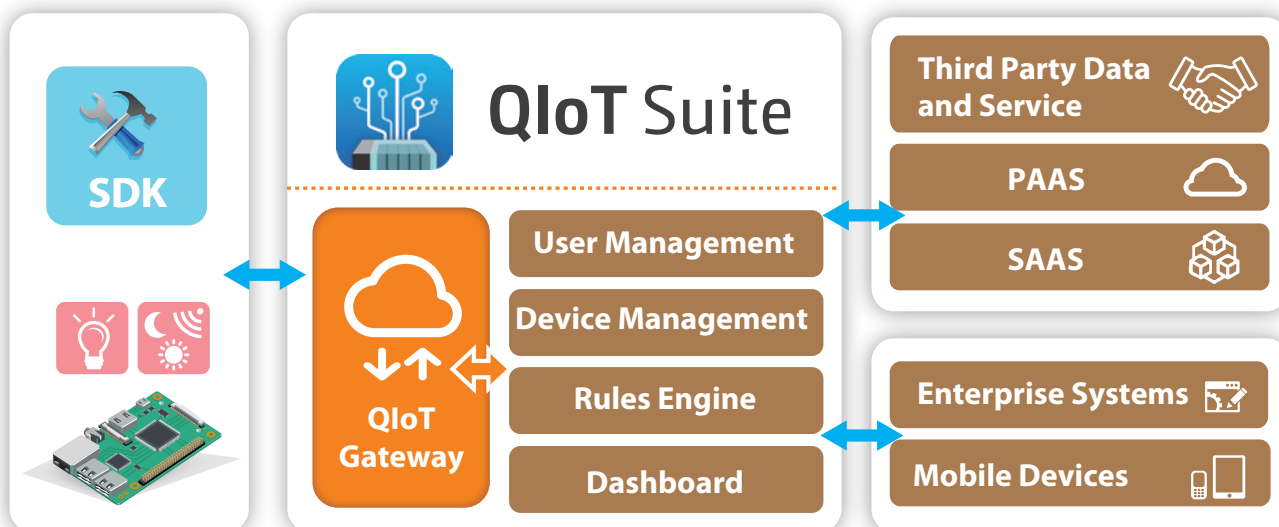 SDK
QIoT Suite
QIoT
Gateway
User Management
Device Management
Rules Engine
Dashboard
Third Party Data
and Service
PAAS
SAAS
Enterprise Systems
Mobile Devices